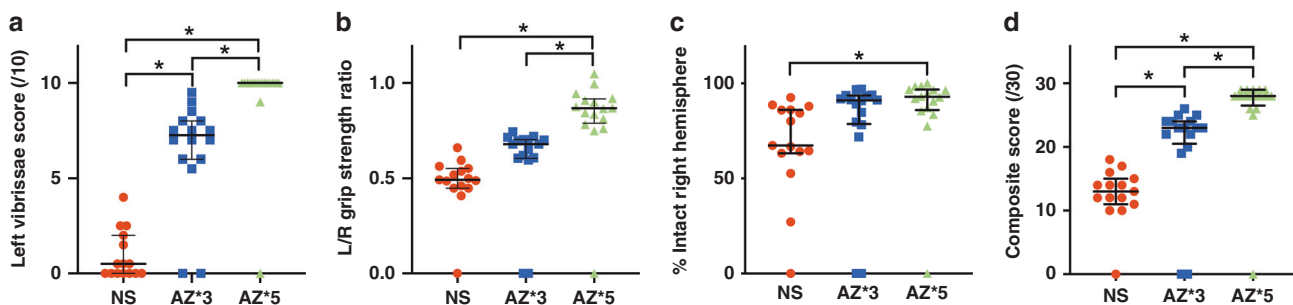 a
*
*
*
Left vibrissae score (/10)
10
5
0
NS AZ*3 AZ*5
b
*
*
L/R grip strength ratio
1.0
0.5
0.0
NS AZ*3 AZ*5
c
*
% Intact right hemisphere
100
50
0
NS AZ*3 AZ*5
d
*
*
*
Composite score (/30)
30
20
10
0
NS AZ*3 AZ*5